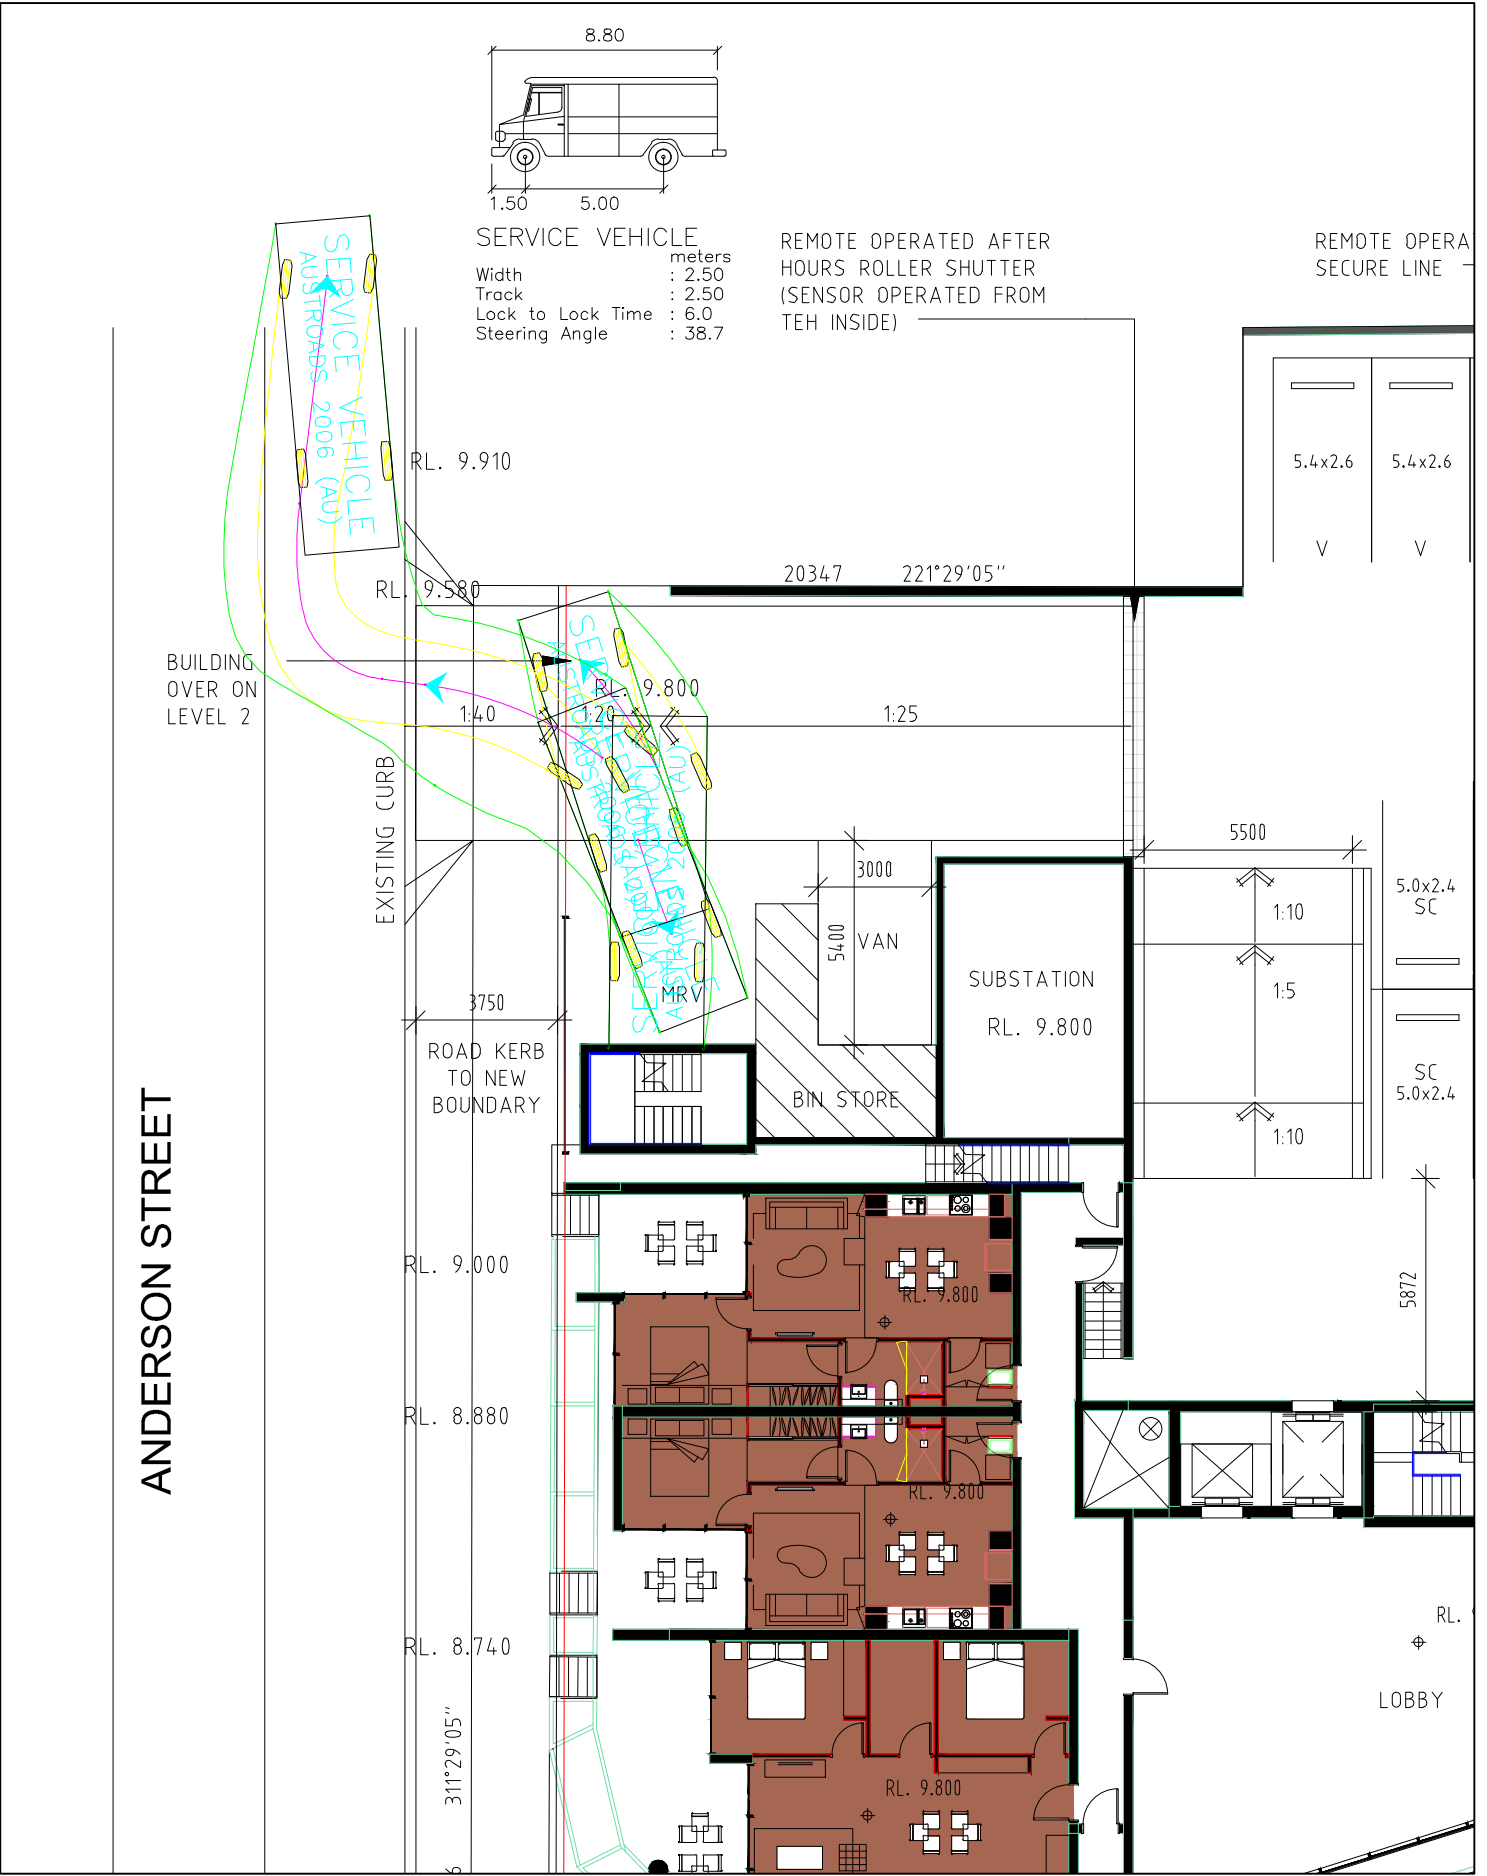 8.80
1.50 5.00
SERVICE VEHICLE
meters
Width : 2.50
Track : 2.50
Lock to Lock Time : 6.0
Steering Angle : 38.7
REMOTE OPERATED AFTER
HOURS ROLLER SHUTTER
(SENSOR OPERATED FROM
TEH INSIDE)
REMOTE OPERA
SECURE LINE
SERVICE VEHICLE
AUSTROADS 2006 (AU)
5.4x2.6 5.4x2.6
V V
RL. 9.910
20347 221°29'05"
RL. 9.580
BUILDING
OVER ON
LEVEL 2
RL. 9.800
1:40 1:20 1:25
EXISTING CURB
5500
3000
5400
VAN
5.0x2.4
SC
1:10
1:5
SUBSTATION
RL. 9.800
MRV
3750
ROAD KERB
TO NEW
BOUNDARY
BIN STORE
SC
5.0x2.4
1:10
ANDERSON STREET
RL. 9.000
RL. 9.800
5872
RL. 8.880
RL. 9.800
RL. 8.740
RL.
LOBBY
311°29'05"
RL. 9.800